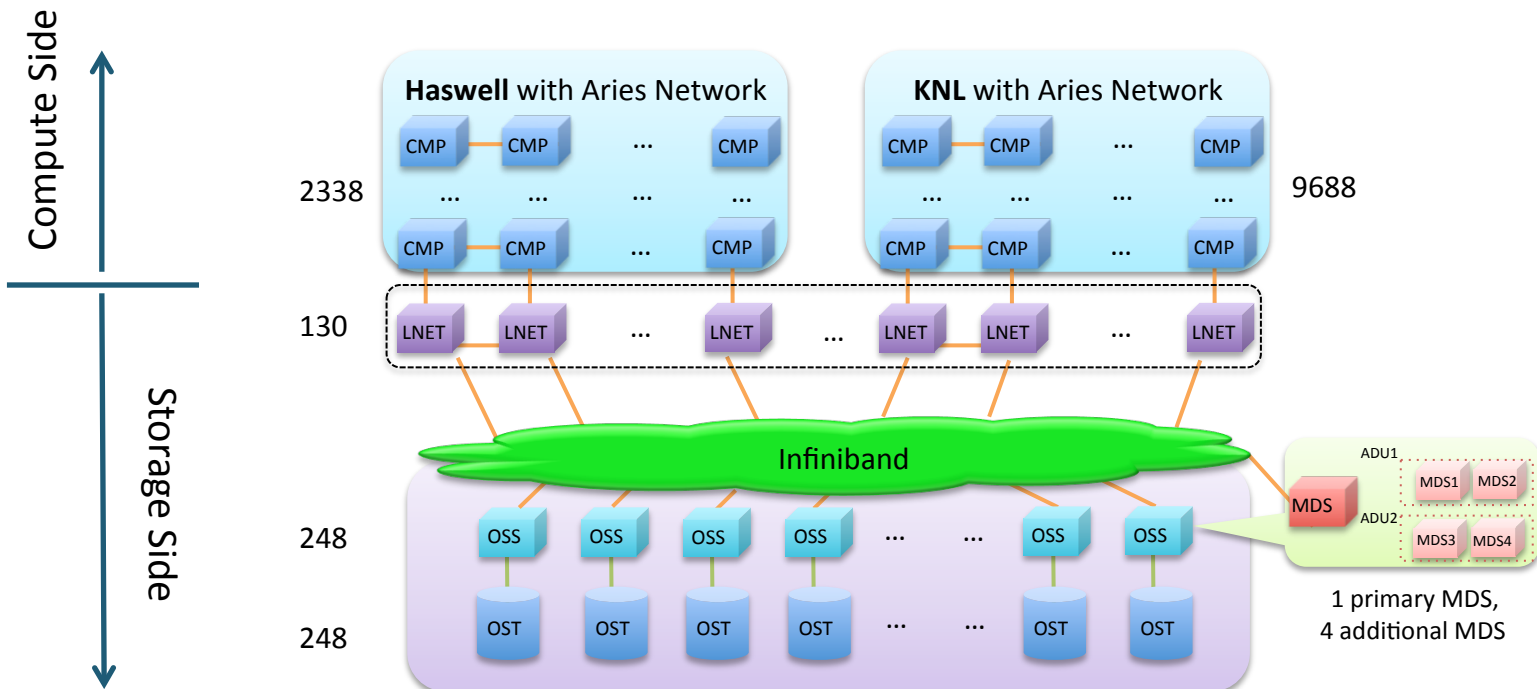 Compute Side
Storage Side
Haswell with Aries Network
KNL with Aries Network
CMP CMP ... CMP
CMP CMP ... CMP
2338
... ... ... ...
... ... ... ...
9688
CMP CMP ... CMP
CMP CMP ... CMP
130
LNET LNET ... LNET ... LNET LNET ... LNET
Infiniband
ADU1
MDS1 MDS2
MDS
ADU2
MDS3 MDS4
248
OSS OSS OSS OSS ... ... OSS OSS
1 primary MDS,
4 additional MDS
248
OST OST OST OST ... ... OST OST